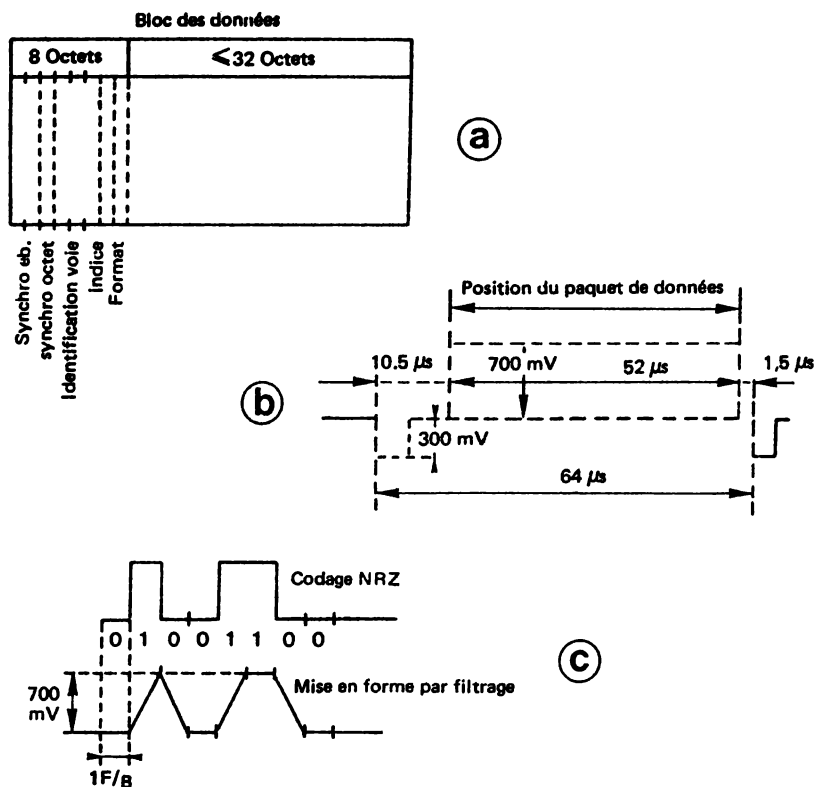 Bloc des données
8 Octets
⩽32 Octets
Synchro eb.
synchro octet
Identification voie
Indice
Format
a
Position du paquet de données
10.5 µs
700 mV
52 µs
1,5 µs
b
300 mV
64 µs
Codage NRZ
0 1 0 0 1 1 0 0
c
Mise en forme par filtrage
700
mV
1F/B